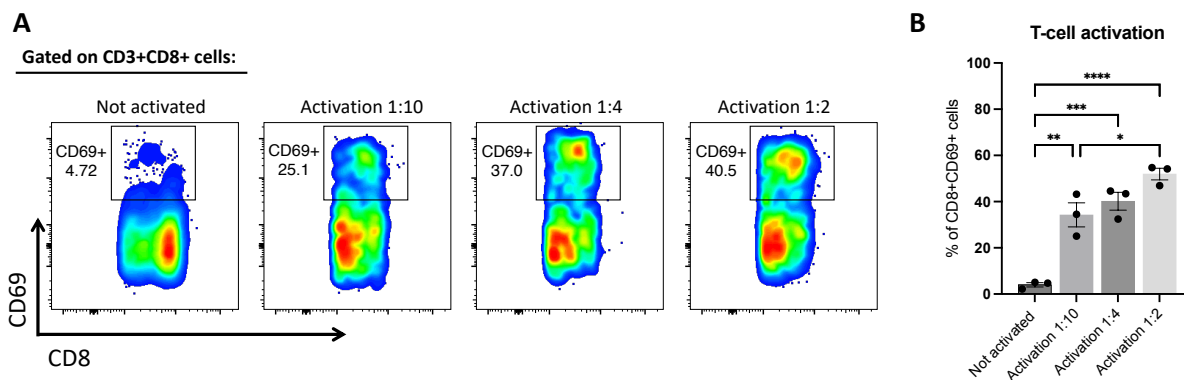 A
Gated on CD3+CD8+ cells:
Not activated
CD69+
4.72
Activation 1:10
CD69+
25.1
Activation 1:4
CD69+
37.0
Activation 1:2
CD69+
40.5
CD69
CD8
B
T-cell activation
% of CD8+CD69+ cells
100
80
60
40
20
0
****
***
**
*
Not activated
Activation 1:10
Activation 1:4
Activation 1:2